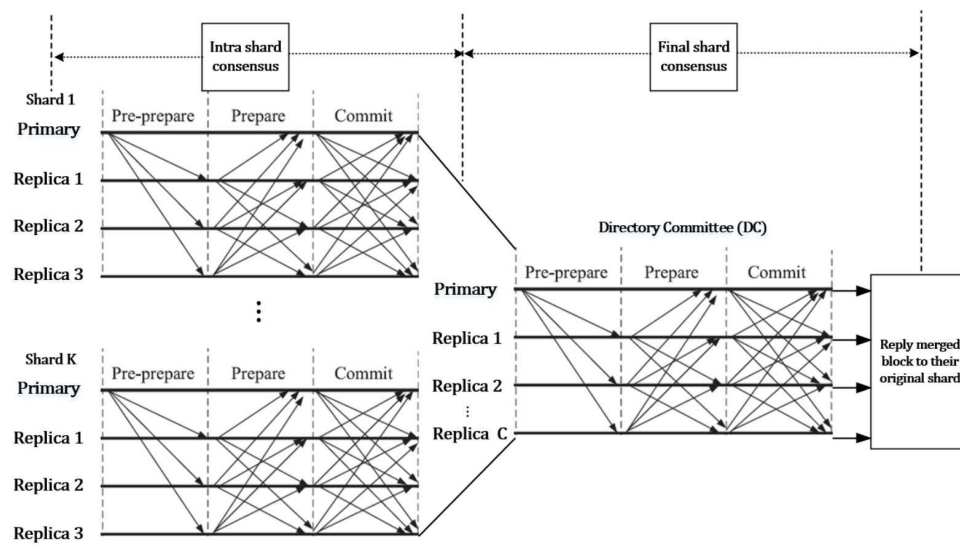 Intra shard
consensus
Final shard
consensus
Shard 1
Pre-prepare Prepare Commit
Primary
Replica 1
Replica 2
Replica 3
⋮
Directory Committee (DC)
Pre-prepare Prepare Commit
Primary
Replica 1
Replica 2
⋮
Replica C
Reply merged
block to their
original shard
Shard K
Pre-prepare Prepare Commit
Primary
Replica 1
Replica 2
Replica 3